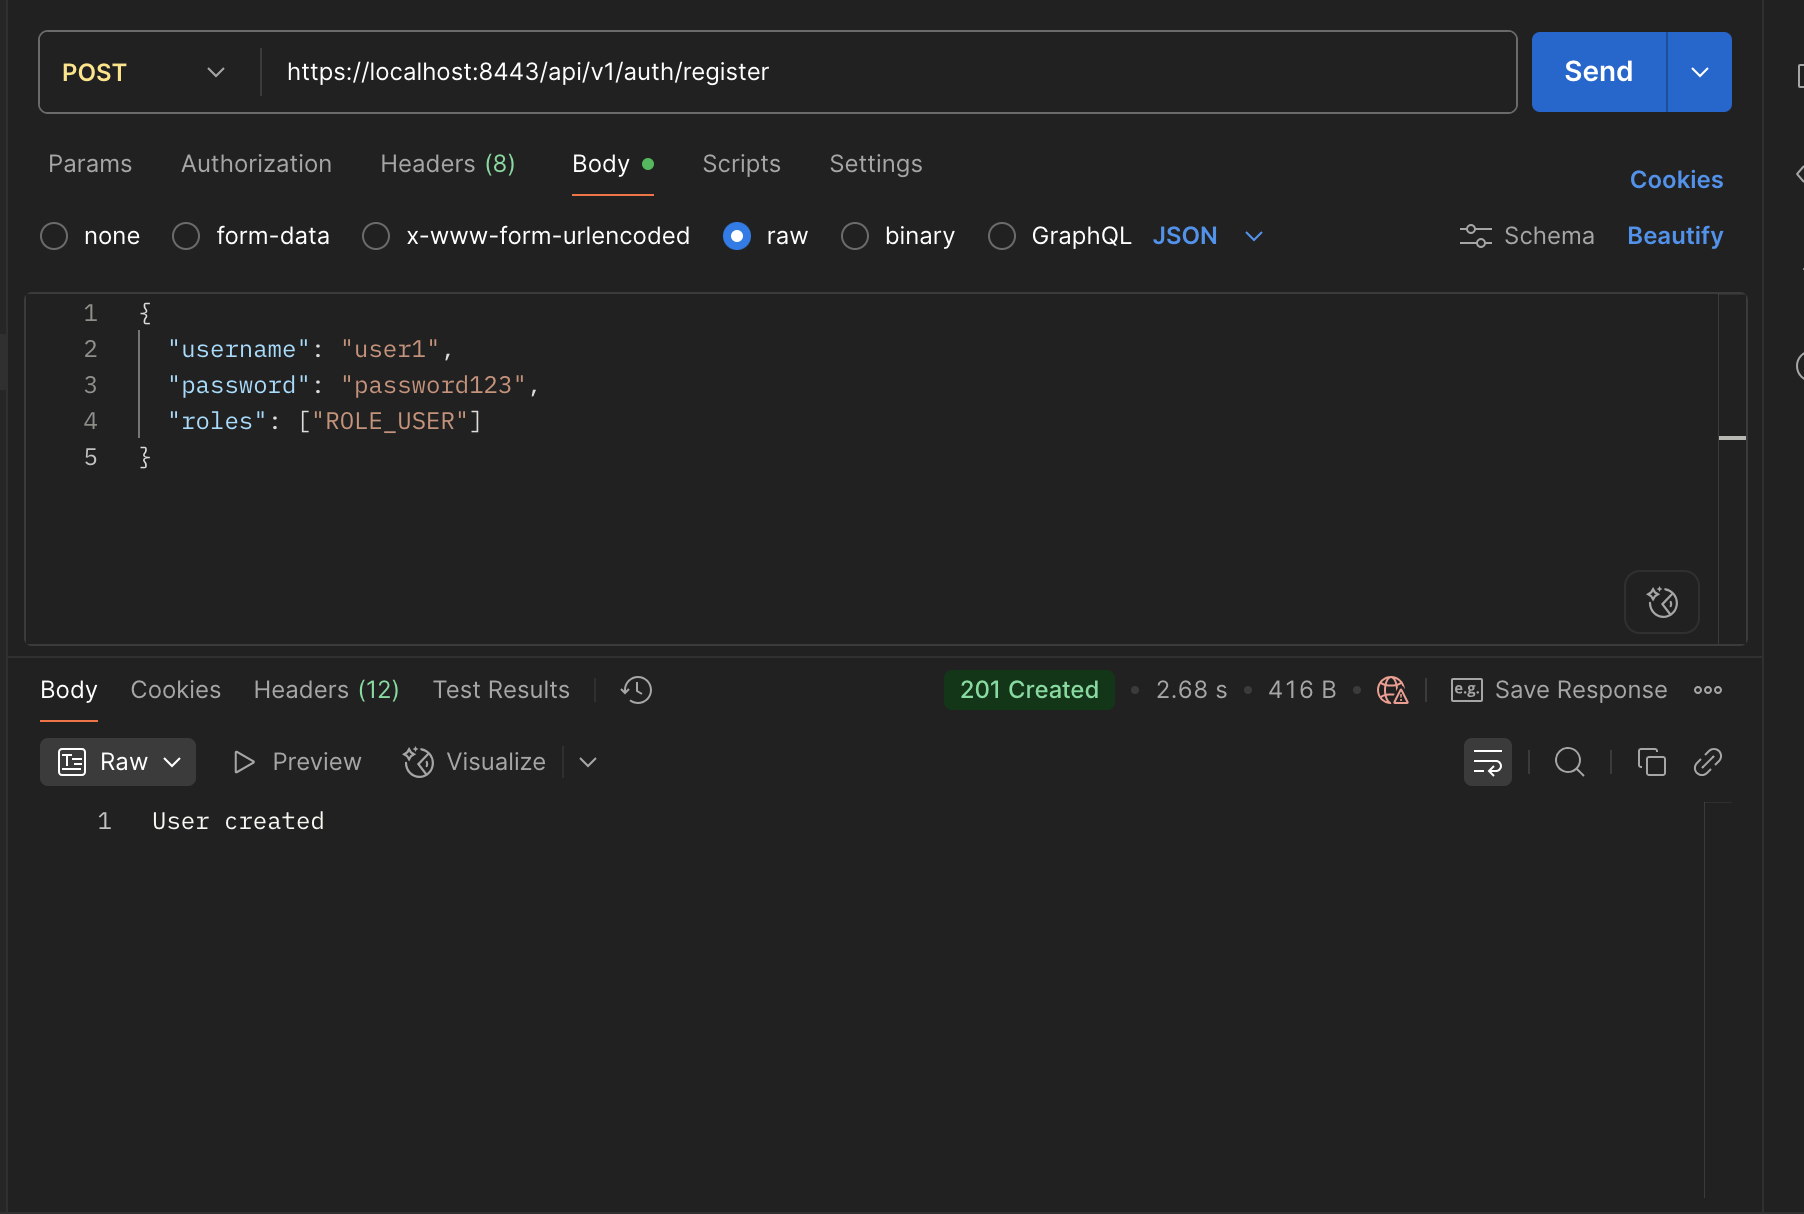 POST https://localhost:8443/api/v1/auth/register Send
Params Authorization Headers (8) Body Scripts Settings Cookies
none form-data x-www-form-urlencoded raw binary GraphQL JSON Schema Beautify
1 {
2 "username": "user1",
3 "password": "password123",
4 "roles": ["ROLE_USER"]
5 }
Body Cookies Headers (12) Test Results 201 Created • 2.68 s • 416 B • e.g. Save Response
Raw Preview Visualize
1 User created